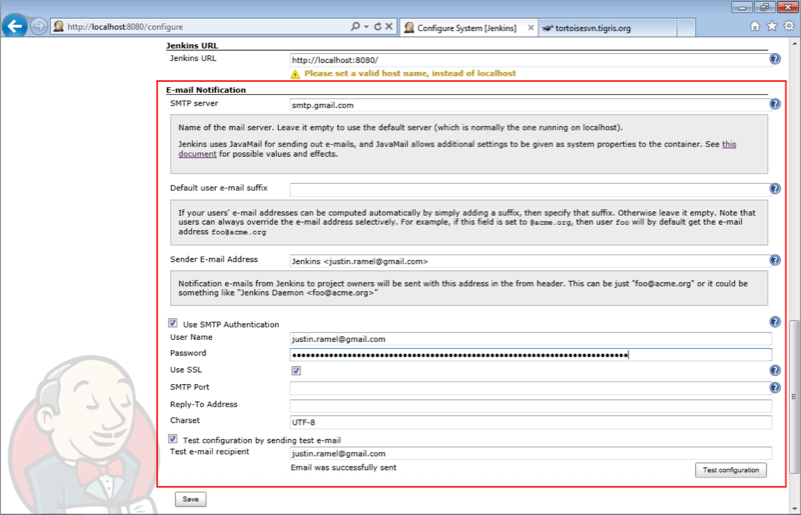 http://localhost:8080/configure
Configure System [Jenkins]
tortoisesvn.tigris.org
Jenkins URL
Jenkins URL
http://localhost:8080/
Please set a valid host name, instead of localhost
E-mail Notification
SMTP server
smtp.gmail.com
Name of the mail server. Leave it empty to use the default server (which is normally the one running on localhost).
Jenkins uses JavaMail for sending out e-mails, and JavaMail allows additional settings to be given as system properties to the container. See this
document for possible values and effects.
Default user e-mail suffix
If your users' e-mail addresses can be computed automatically by simply adding a suffix, then specify that suffix. Otherwise leave it empty. Note that
users can always override the e-mail address selectively. For example, if this field is set to @acme.org, then user foo will by default get the e-mail
address foo@acme.org
Sender E-mail Address
Jenkins <justin.ramel@gmail.com>
Notification e-mails from Jenkins to project owners will be sent with this address in the from header. This can be just "foo@acme.org" or it could be
something like "Jenkins Daemon <foo@acme.org>"
Use SMTP Authentication
User Name
justin.ramel@gmail.com
Password
Use SSL
SMTP Port
Reply-To Address
Charset
UTF-8
Test configuration by sending test e-mail
Test e-mail recipient
justin.ramel@gmail.com
Email was successfully sent
Test configuration
Save